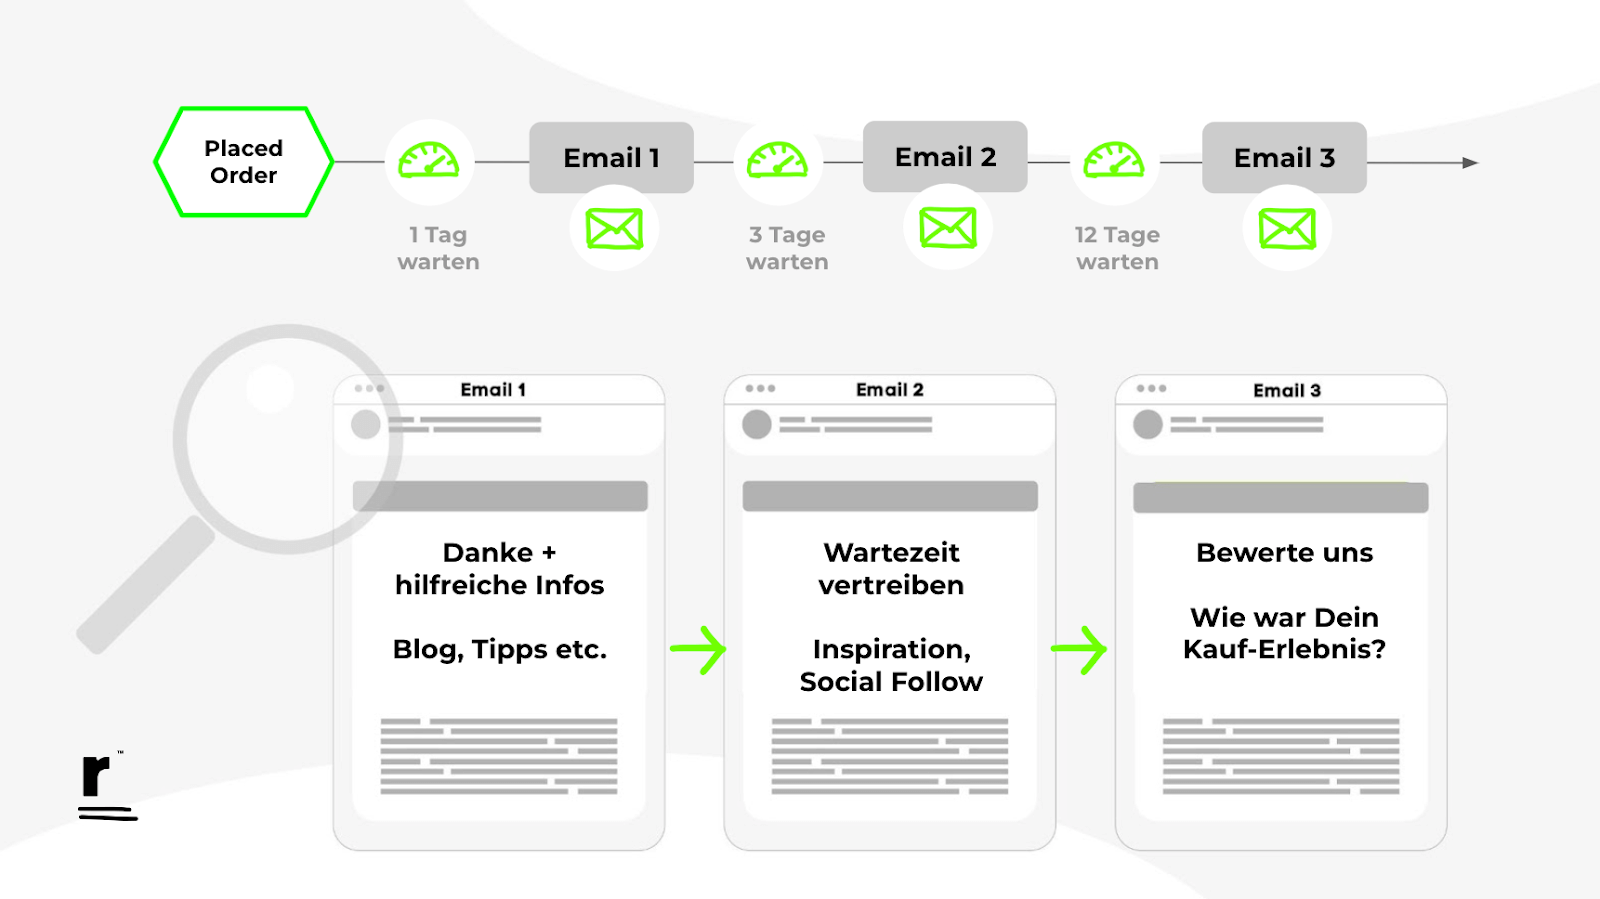 Placed
Order
Email 1
Email 2
Email 3
1 Tag
warten
3 Tage
warten
12 Tage
warten
Email 1
Danke +
hilfreiche Infos
Blog, Tipps etc.
Email 2
Wartezeit
vertreiben
Inspiration,
Social Follow
Email 3
Bewerte uns
Wie war Dein
Kauf-Erlebnis?
r™